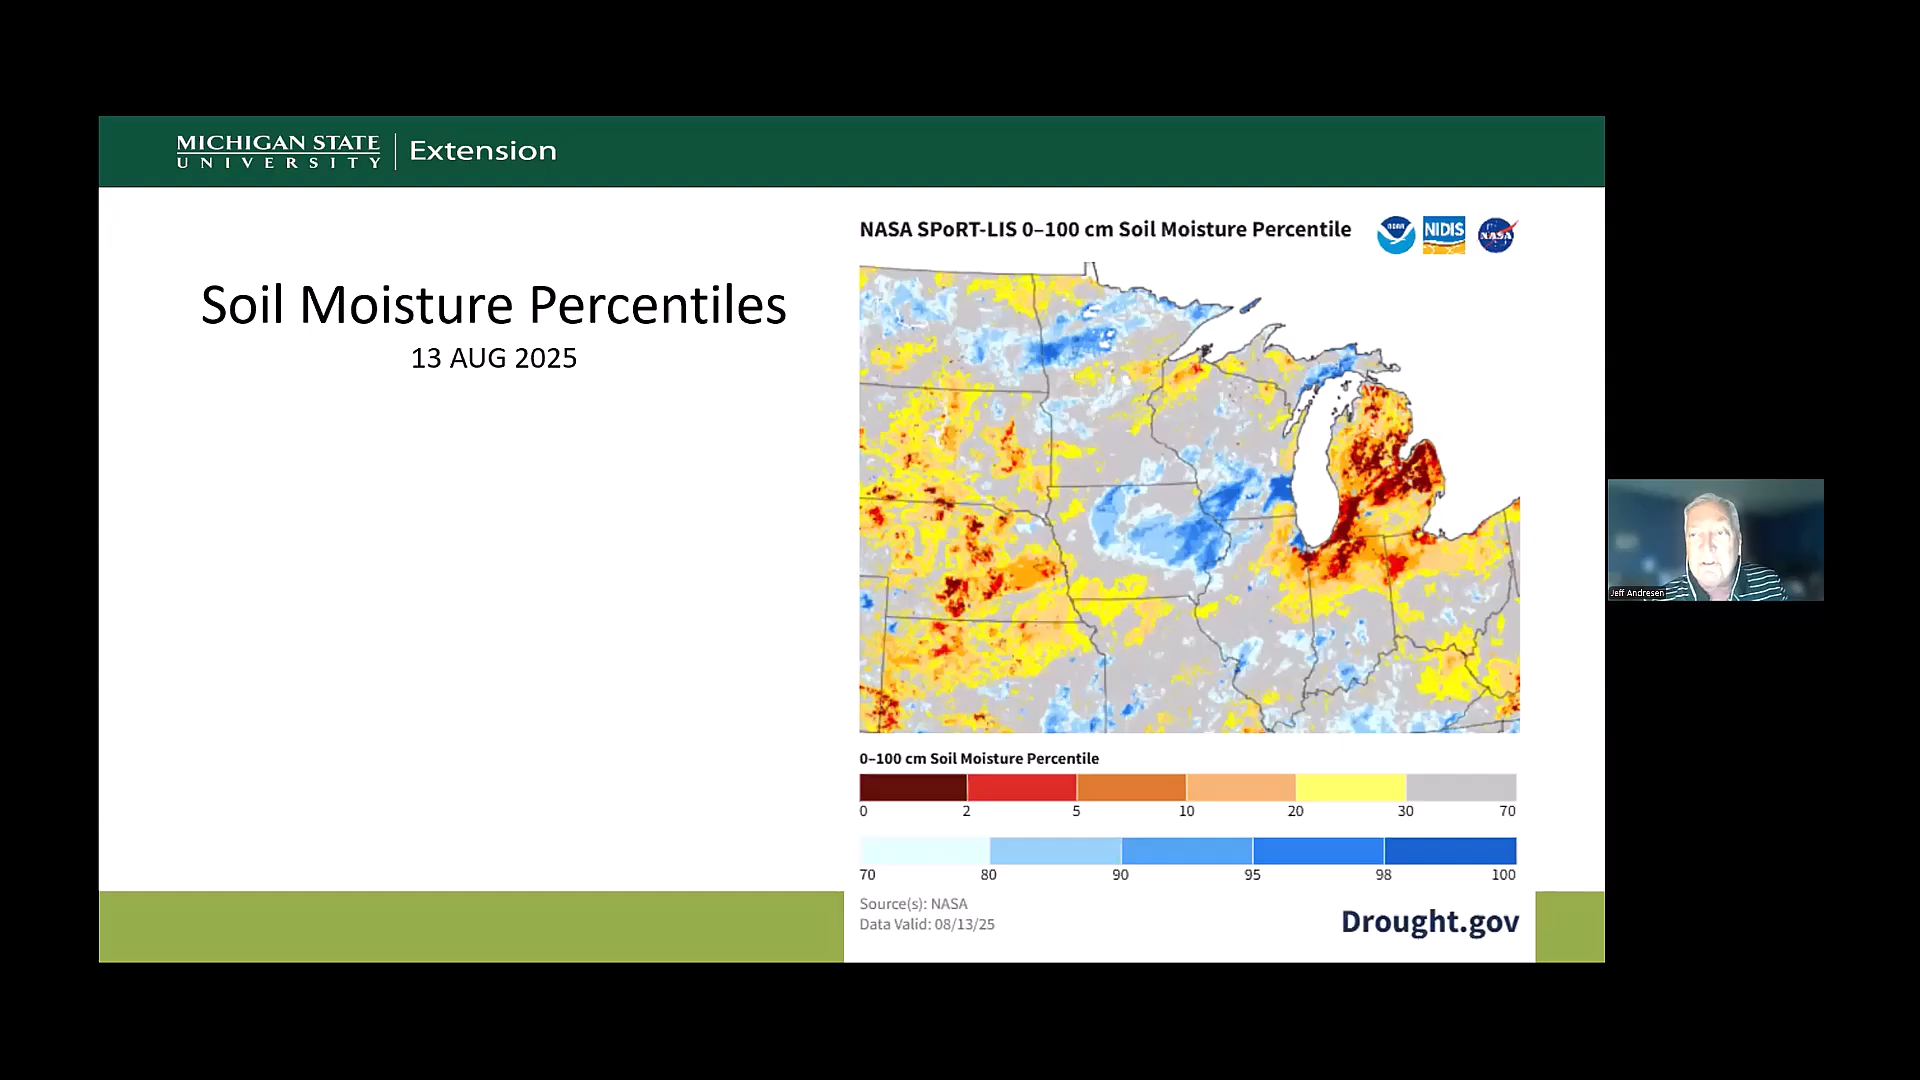 MICHIGAN STATE
UNIVERSITY
Extension
Soil Moisture Percentiles
13 AUG 2025
NASA SPoRT-LIS 0–100 cm Soil Moisture Percentile
NOAA
NIDIS
NASA
0–100 cm Soil Moisture Percentile
0 2 5 10 20 30 70
70 80 90 95 98 100
Source(s): NASA
Data Valid: 08/13/25
Drought.gov
Jeff Andresen